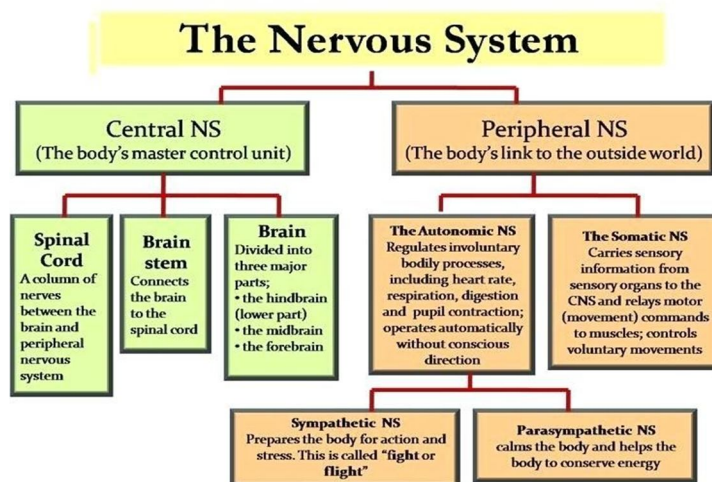 The Nervous System
Central NS
(The body's master control unit)
Peripheral NS
(The body's link to the outside world)
Spinal
Cord
A column of
nerves
between the
brain and
peripheral
nervous
system
Brain
stem
Connects
the brain
to the
spinal cord
Brain
Divided into
three major
parts;
• the hindbrain
(lower part)
• the midbrain
• the forebrain
The Autonomic NS
Regulates involuntary
bodily processes,
including heart rate,
respiration, digestion
and pupil contraction;
operates automatically
without conscious
direction
The Somatic NS
Carries sensory
information from
sensory organs to the
CNS and relays motor
(movement) commands
to muscles; controls
voluntary movements
Sympathetic NS
Prepares the body for action and
stress. This is called "fight or
flight"
Parasympathetic NS
calms the body and helps the
body to conserve energy